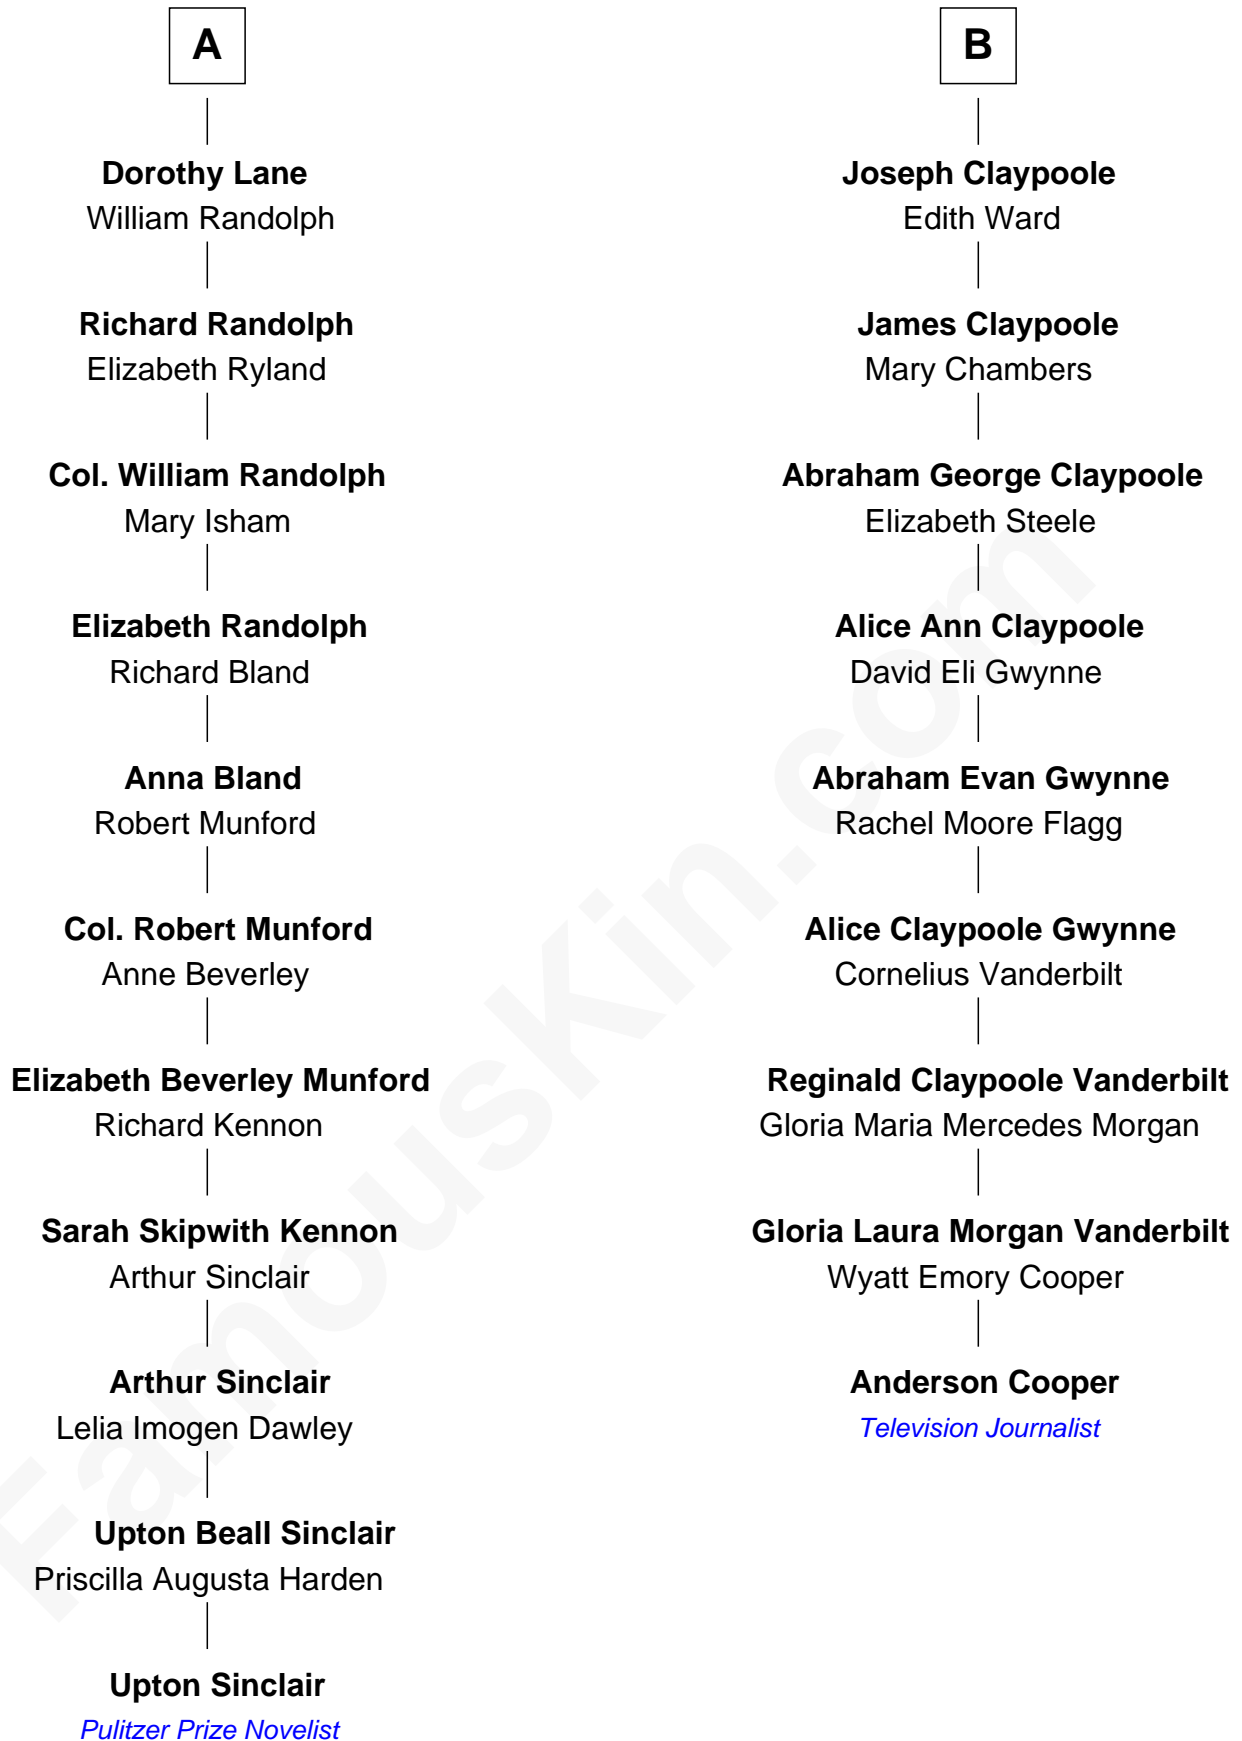 A
Dorothy Lane
William Randolph
Richard Randolph
Elizabeth Ryland
Col. William Randolph
Mary Isham
Elizabeth Randolph
Richard Bland
Anna Bland
Robert Munford
Col. Robert Munford
Anne Beverley
Elizabeth Beverley Munford
Richard Kennon
Sarah Skipwith Kennon
Arthur Sinclair
Arthur Sinclair
Lelia Imogen Dawley
Upton Beall Sinclair
Priscilla Augusta Harden
Upton Sinclair
Pulitzer Prize Novelist
B
Joseph Claypoole
Edith Ward
James Claypoole
Mary Chambers
Abraham George Claypoole
Elizabeth Steele
Alice Ann Claypoole
David Eli Gwynne
Abraham Evan Gwynne
Rachel Moore Flagg
Alice Claypoole Gwynne
Cornelius Vanderbilt
Reginald Claypoole Vanderbilt
Gloria Maria Mercedes Morgan
Gloria Laura Morgan Vanderbilt
Wyatt Emory Cooper
Anderson Cooper
Television Journalist
FamousKin.com